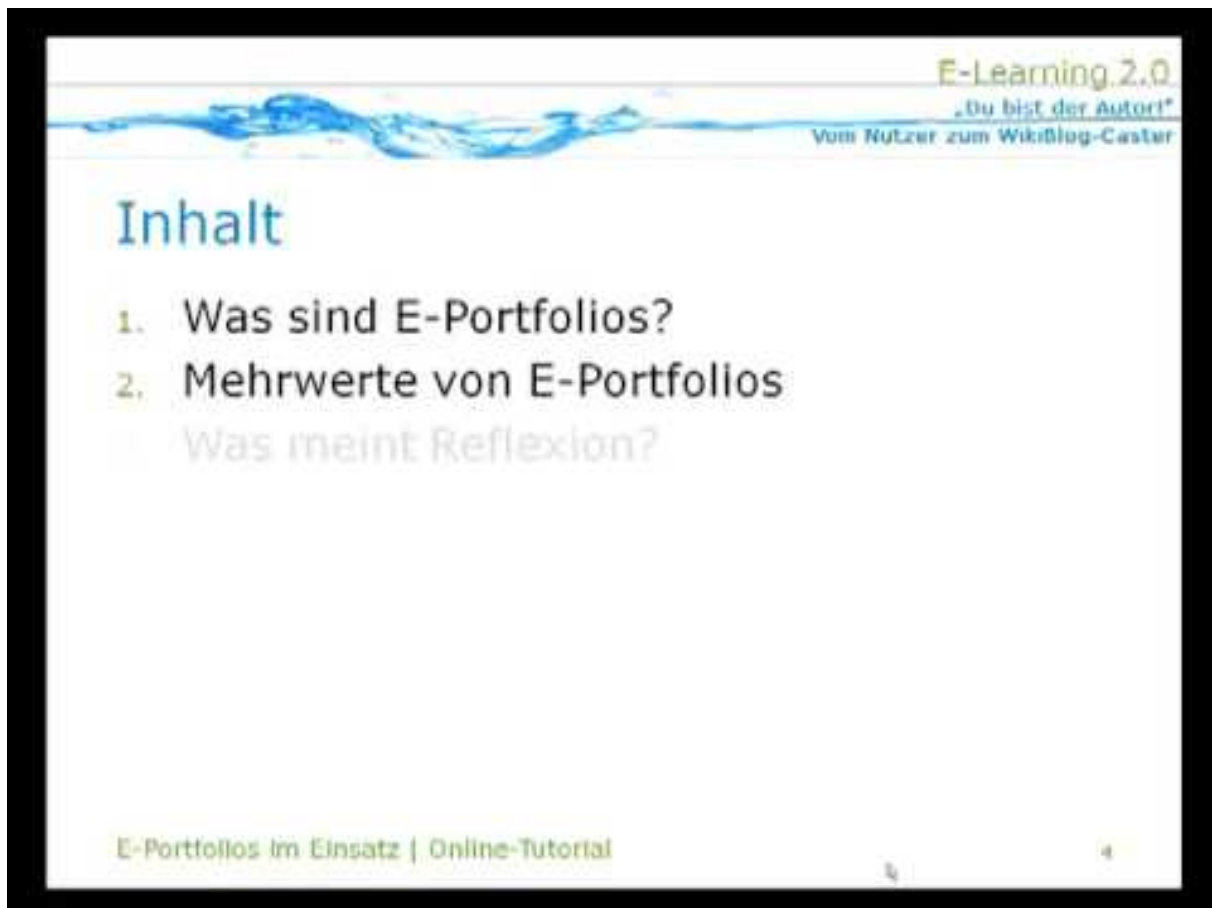 E-Learning 2.0
„Du bist der Autor!“
Vom Nutzer zum WikiBlog-Caster
Inhalt
1. Was sind E-Portfolios?
2. Mehrwerte von E-Portfolios
Was meint Reflexion?
E-Portfolios im Einsatz | Online-Tutorial
4